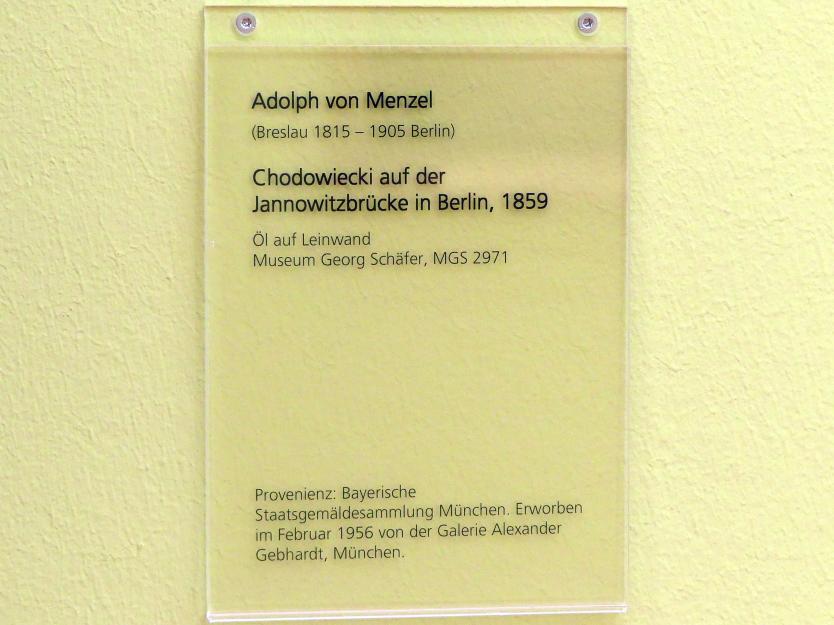 Adolph von Menzel
(Breslau 1815 – 1905 Berlin)
Chodowiecki auf der
Jannowitzbrücke in Berlin, 1859
Öl auf Leinwand
Museum Georg Schäfer, MGS 2971
Provenienz: Bayerische
Staatsgemäldesammlung München. Erworben
im Februar 1956 von der Galerie Alexander
Gebhardt, München.